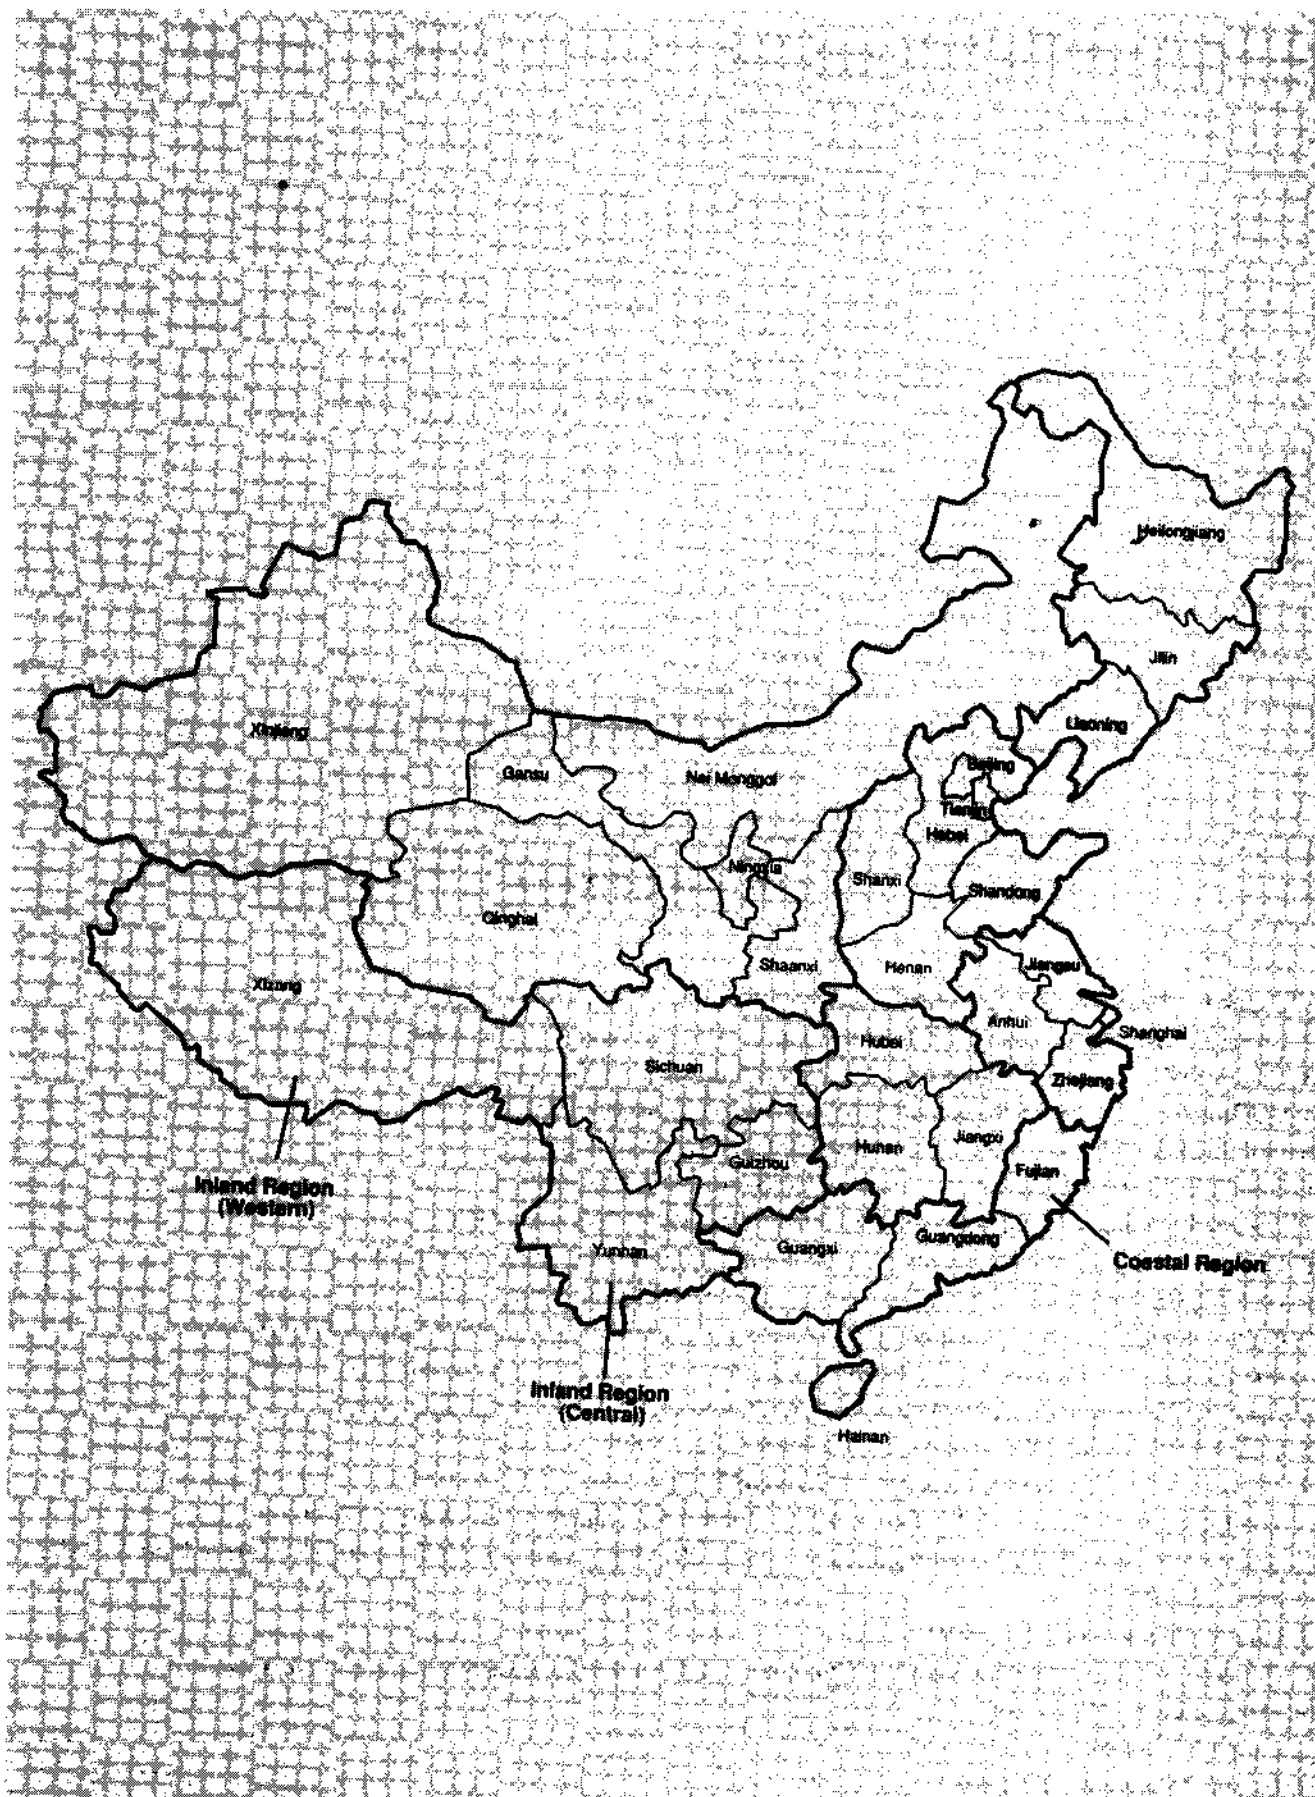 Heilongjiang
Jilin
Liaoning
Xinjiang
Beijing
Gansu
Nei Monggol
Tianjin
Hebei
Ningxia
Shanxi
Shandong
Qinghai
Shaanxi
Henan
Jiangsu
Xizang
Anhui
Shanghai
Hubei
Sichuan
Zhejiang
Jiangxi
Hunan
Guizhou
Fujian
Inland Region
(Western)
Guangdong
Guangxi
Yunnan
Coastal Region
Inland Region
(Central)
Hainan